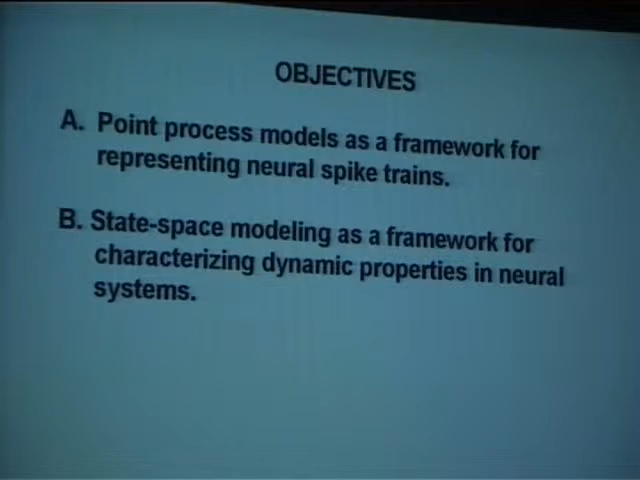 OBJECTIVES
A. Point process models as a framework for
representing neural spike trains.
B. State-space modeling as a framework for
characterizing dynamic properties in neural
systems.